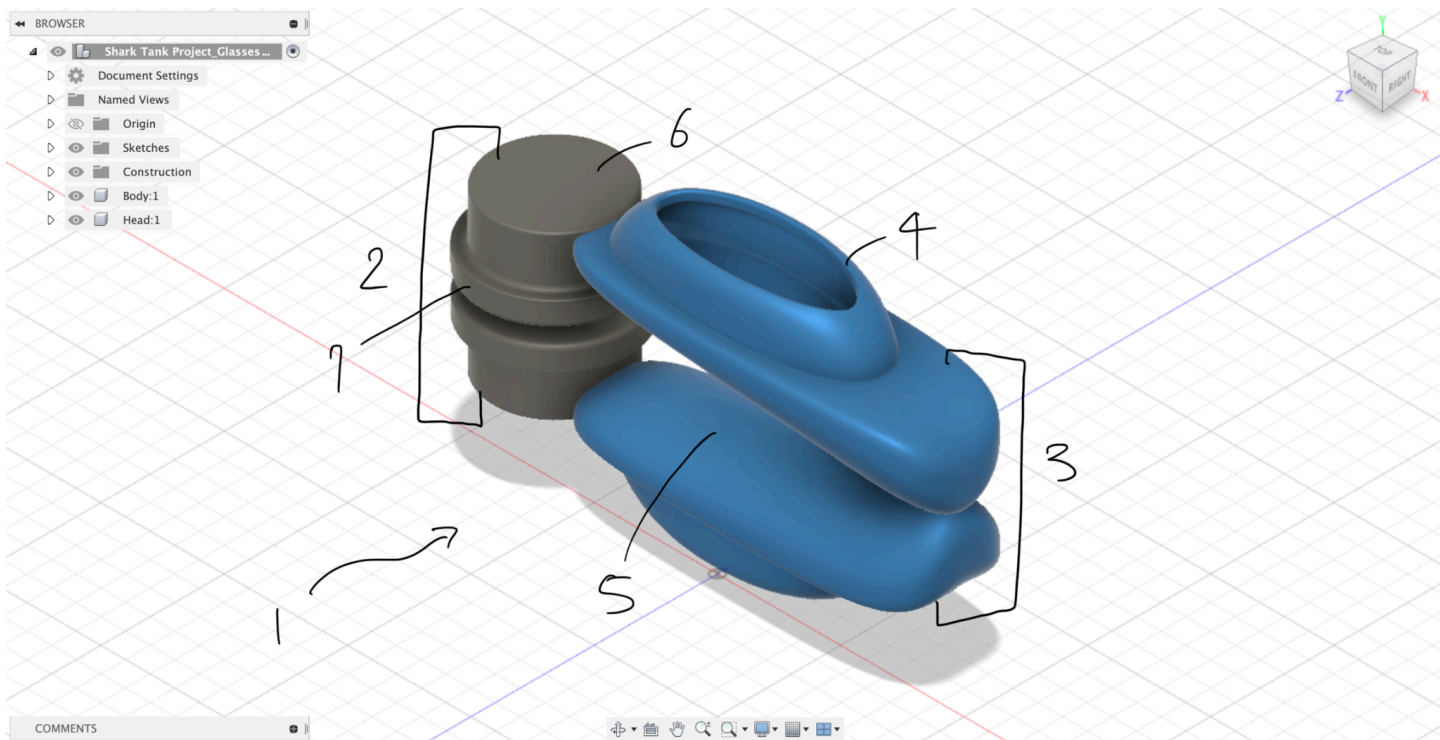 BROWSER
Shark Tank Project_Glasses...
Document Settings
Named Views
Origin
Sketches
Construction
Body:1
Head:1
TOP
FRONT
RIGHT
Y
Z
X
6
4
2
7
3
5
1
COMMENTS